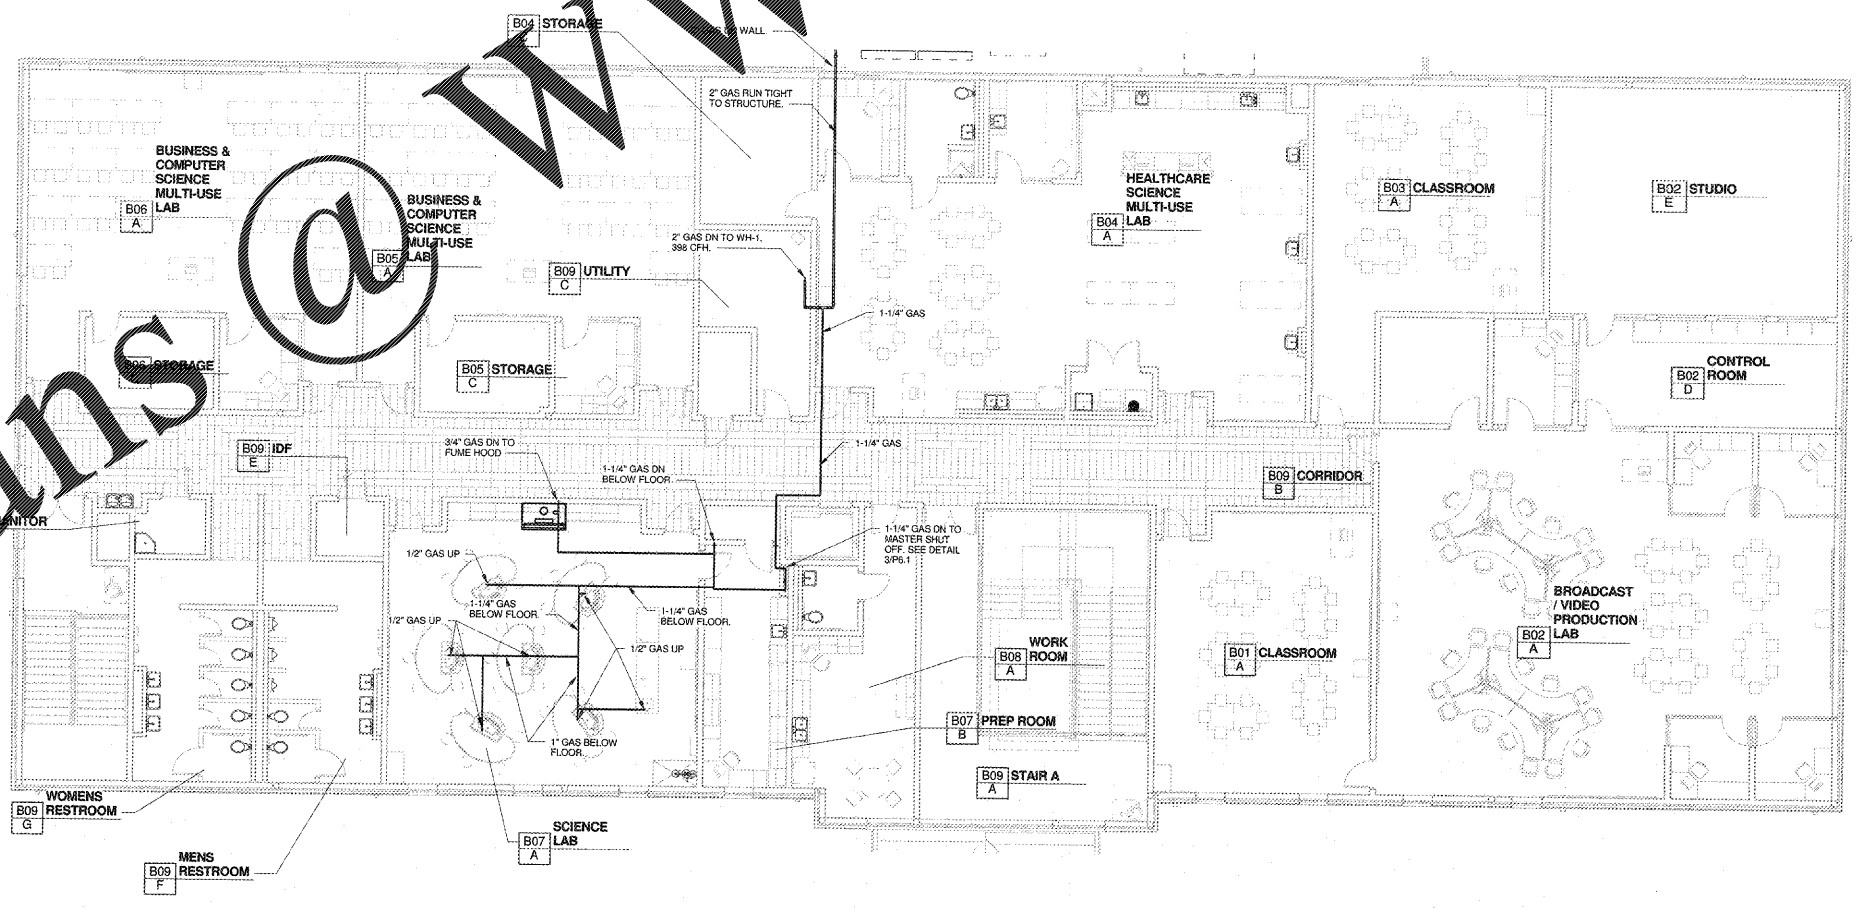 B04 STORAGE
WALL.
2" GAS RUN TIGHT
TO STRUCTURE.
BUSINESS &
COMPUTER
SCIENCE
MULTI-USE
LAB
B06
A
BUSINESS &
COMPUTER
SCIENCE
MULTI-USE
LAB
B05
A
@
W
HEALTHCARE
SCIENCE
MULTI-USE
LAB
B04
A
B03 CLASSROOM
A
B02 STUDIO
E
2" GAS DN TO WH-1,
398 CFH.
B09 UTILITY
C
1-1/4" GAS
B06 STORAGE
B05 STORAGE
C
CONTROL
ROOM
B02
D
ans
B09 IDF
E
3/4" GAS DN TO
FUME HOOD
1-1/4" GAS DN
BELOW FLOOR.
1-1/4" GAS
B09 CORRIDOR
B
JANITOR
1-1/4" GAS DN TO
MASTER SHUT
OFF. SEE DETAIL
3/P6.1
1/2" GAS UP
1-1/4" GAS
BELOW FLOOR.
1-1/4" GAS
BELOW FLOOR.
1/2" GAS UP
1/2" GAS UP
1" GAS BELOW
FLOOR.
WORK
ROOM
B08
A
B01 CLASSROOM
A
BROADCAST
/ VIDEO
PRODUCTION
LAB
B02
A
B07 PREP ROOM
B
B09 STAIR A
A
WOMENS
RESTROOM
B09
G
SCIENCE
LAB
B07
A
MENS
RESTROOM
B09
F